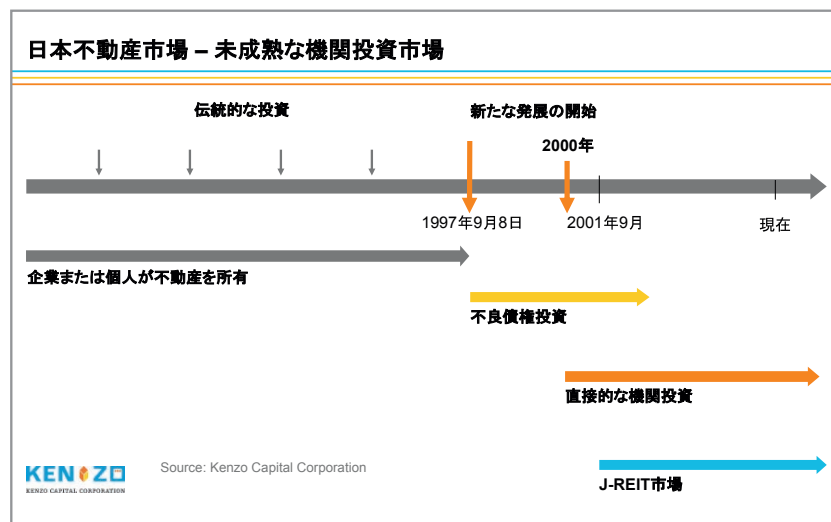 日本不動産市場 – 未成熟な機関投資市場
伝統的な投資
新たな発展の開始
2000年
1997年9月8日
2001年9月
現在
企業または個人が不動産を所有
不良債権投資
直接的な機関投資
J-REIT市場
KENZO
KENZO CAPITAL CORPORATION
Source: Kenzo Capital Corporation